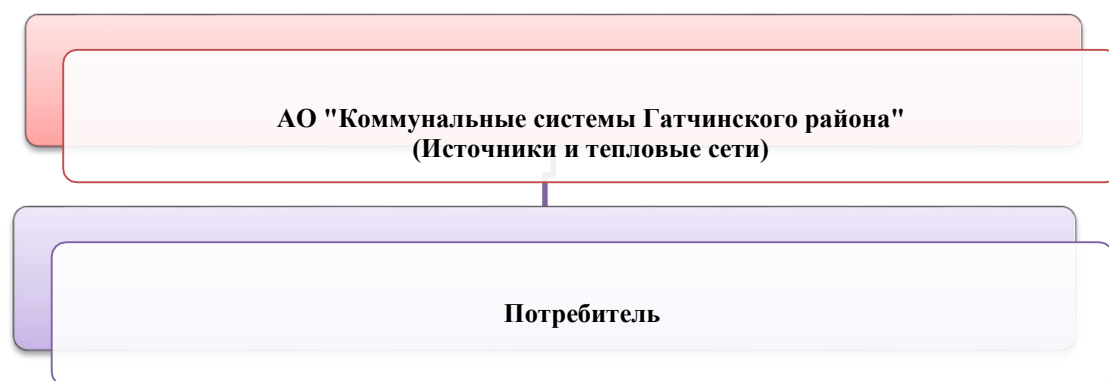 АО "Коммунальные системы Гатчинского района"
(Источники и тепловые сети)
Потребитель